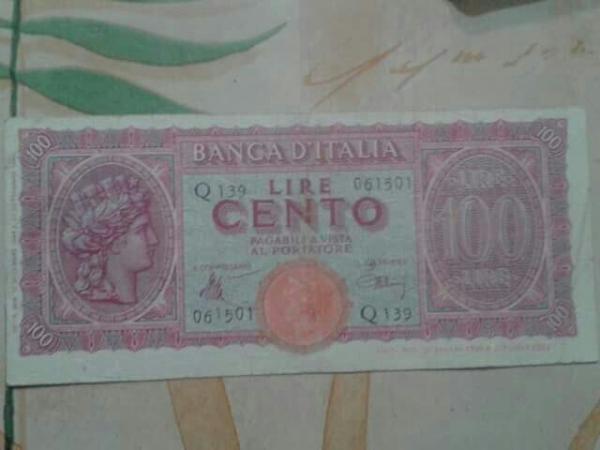 100 100
BANCA D'ITALIA
Q 139 LIRE 061501
CENTO
PAGABILI A VISTA
AL PORTATORE
LIRE
100
LIRE
061501 Q 139
100 100